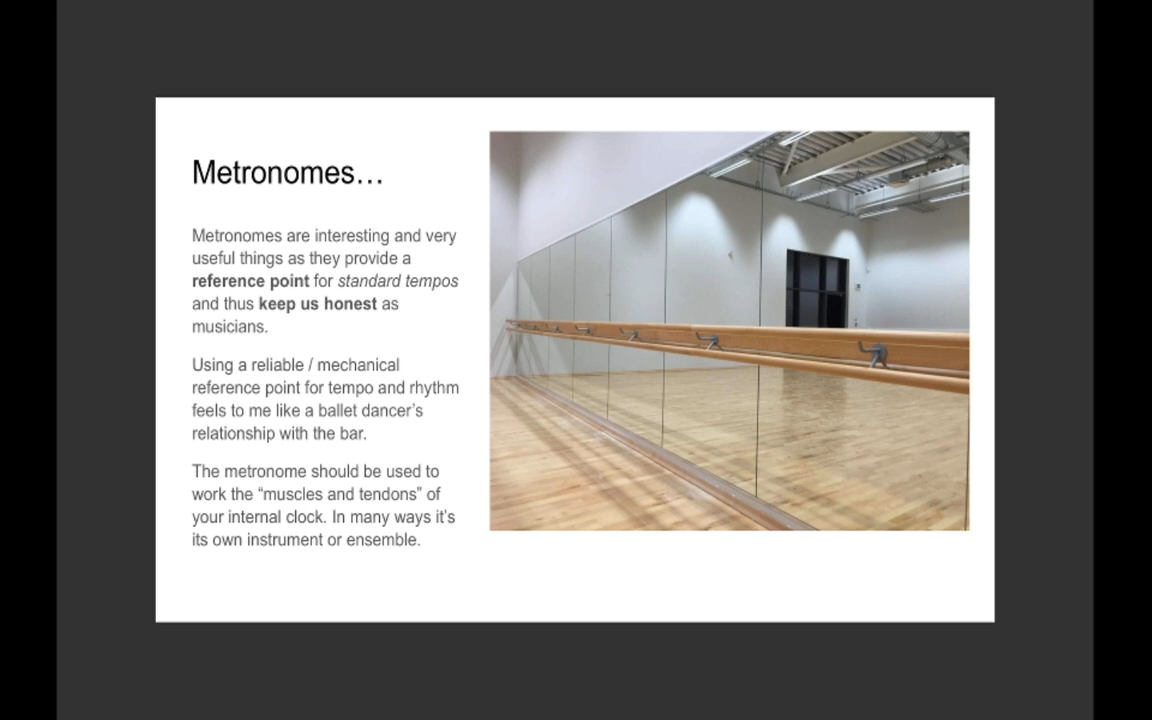 Metronomes…
Metronomes are interesting and very
useful things as they provide a
reference point for standard tempos
and thus keep us honest as
musicians.
Using a reliable / mechanical
reference point for tempo and rhythm
feels to me like a ballet dancer’s
relationship with the bar.
The metronome should be used to
work the “muscles and tendons” of
your internal clock. In many ways it’s
its own instrument or ensemble.